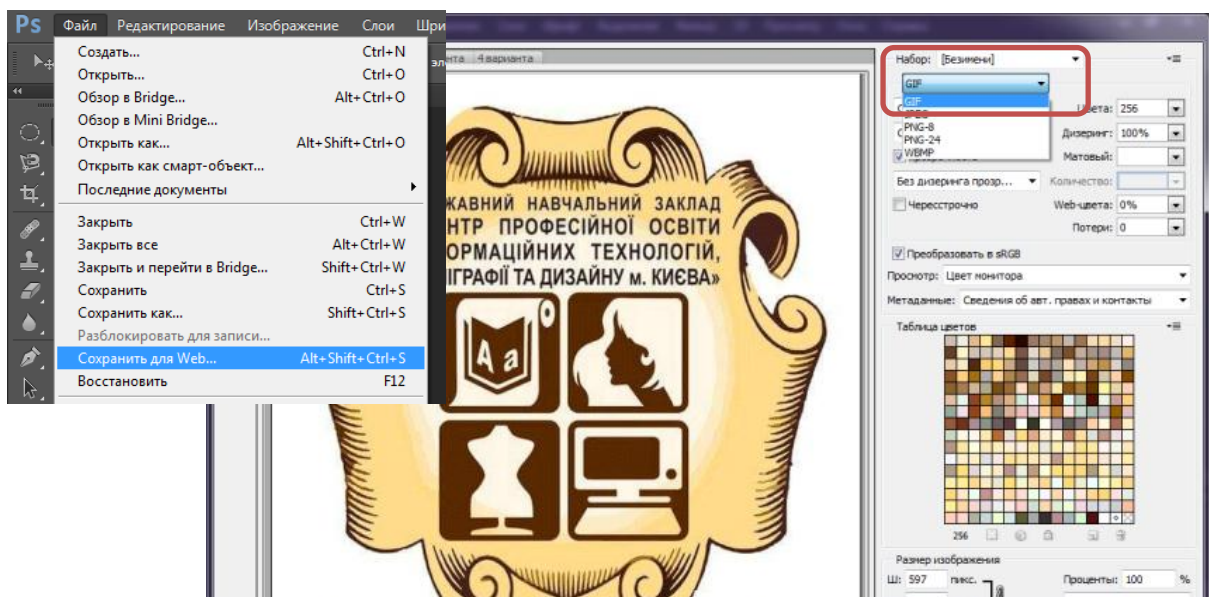 Ps Файл Редактирование Изображение Слои
Создать... Ctrl+N
Открыть... Ctrl+O
Обзор в Bridge... Alt+Ctrl+O
Обзор в Mini Bridge...
Открыть как... Alt+Shift+Ctrl+O
Открыть как смарт-объект...
Последние документы
Закрыть Ctrl+W
Закрыть все Alt+Ctrl+W
Закрыть и перейти в Bridge... Shift+Ctrl+W
Сохранить Ctrl+S
Сохранить как... Shift+Ctrl+S
Разблокировать для записи...
Сохранить для Web... Alt+Shift+Ctrl+S
Восстановить F12
4 варианта
НАВЧАЛЬНИЙ ЗАКЛАД
ПРОФЕСІЙНОЇ ОСВІТИ
ТЕХНОЛОГІЙ,
ТА ДИЗАЙНУ м. КИЄВА»
Аа
Набор: [Безимени]
GIF
GIF
PNG-8
PNG-24
WBMP
Цвета: 256
Дизеринг: 100%
Матовый:
Без дизеринга прозр... Количество:
Чересстрочно Web-цвета: 0%
Потери: 0
Преобразовать в sRGB
Просмотр: Цвет монитора
Метаданные: Сведения об авт. правах и контакты
Таблица цветов
256
Размер изображения
Ш: 597 пикс. Проценты: 100 %